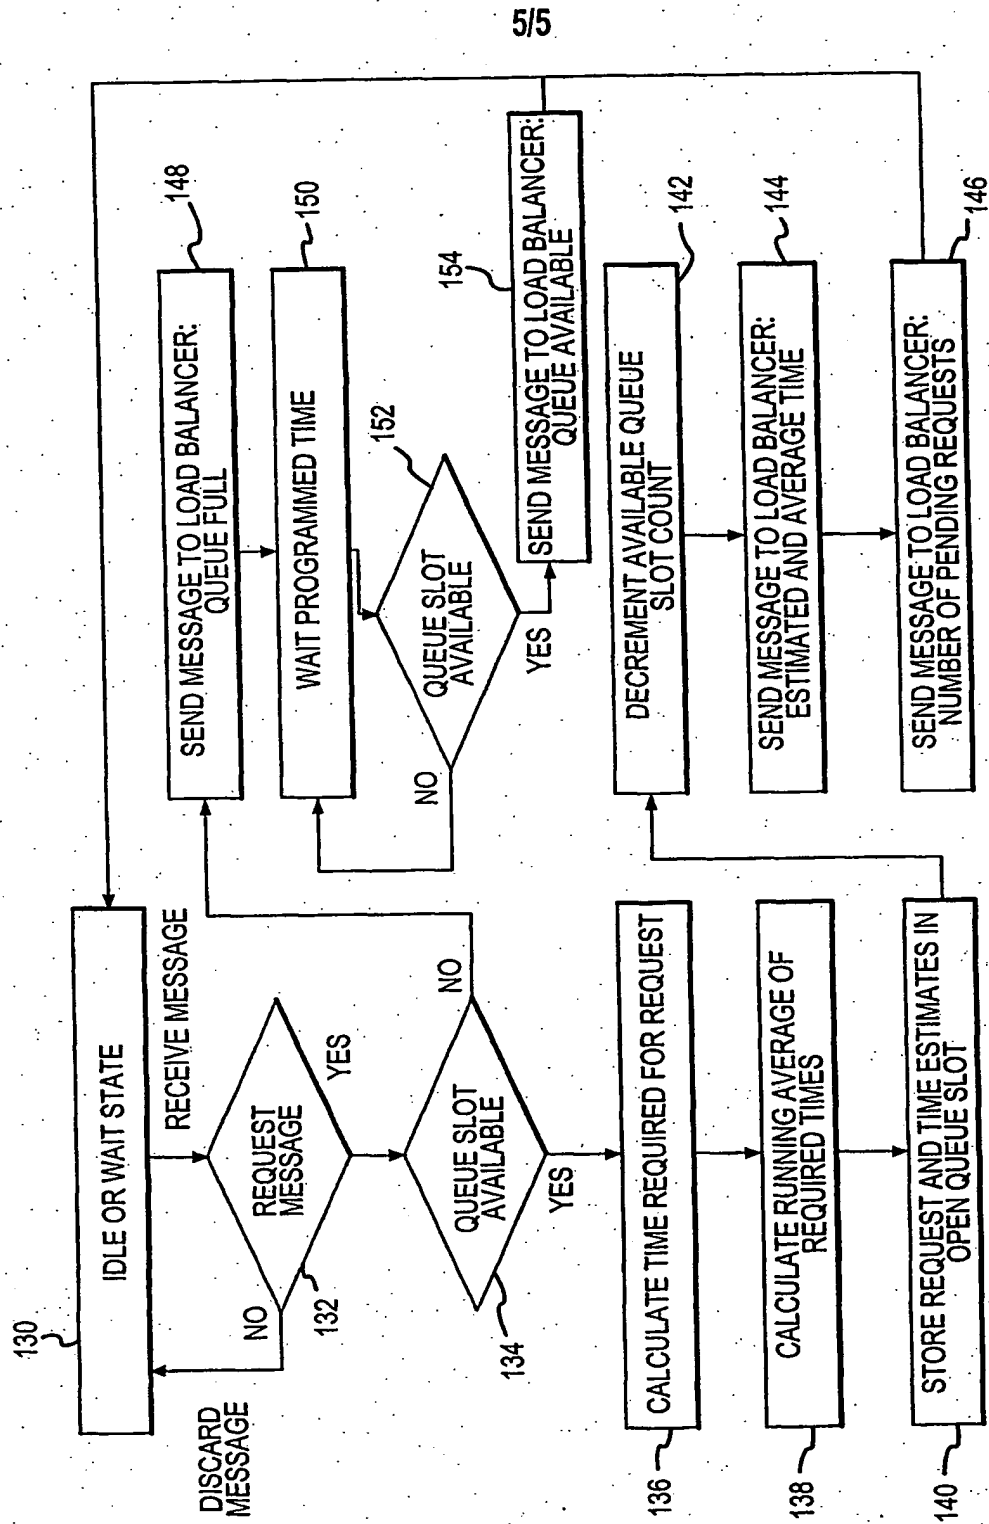 5/5
130
IDLE OR WAIT STATE
DISCARD
MESSAGE
RECEIVE MESSAGE
NO
REQUEST
MESSAGE
YES
132
QUEUE SLOT
AVAILABLE
NO
YES
134
CALCULATE TIME REQUIRED FOR REQUEST
136
CALCULATE RUNNING AVERAGE OF
REQUIRED TIMES
138
STORE REQUEST AND TIME ESTIMATES IN
OPEN QUEUE SLOT
140
SEND MESSAGE TO LOAD BALANCER:
QUEUE FULL
148
WAIT PROGRAMMED TIME
150
QUEUE SLOT
AVAILABLE
152
NO
YES
154
SEND MESSAGE TO LOAD BALANCER:
QUEUE AVAILABLE
DECREMENT AVAILABLE QUEUE
SLOT COUNT
142
SEND MESSAGE TO LOAD BALANCER:
ESTIMATED AND AVERAGE TIME
144
SEND MESSAGE TO LOAD BALANCER:
NUMBER OF PENDING REQUESTS
146